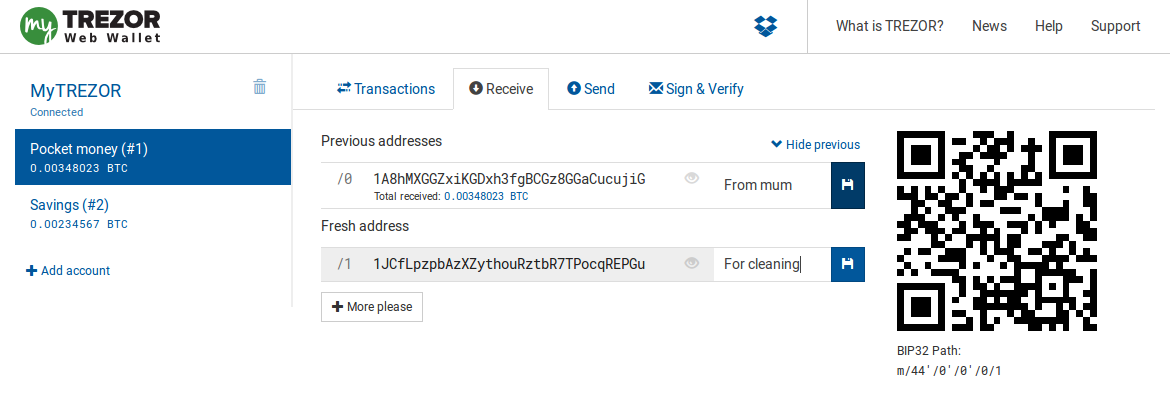 my TREZOR
Web Wallet
What is TREZOR? News Help Support
MyTREZOR
Connected
Pocket money (#1)
0.00348023 BTC
Savings (#2)
0.00234567 BTC
Add account
Transactions Receive Send Sign & Verify
Previous addresses Hide previous
/0 1A8hMXGGZxiKGDxh3fgBCGz8GGaCucujiG From mum
Total received: 0.00348023 BTC
Fresh address
/1 1JCfLpzpbAzXZythouRztbR7TPocqREPGu For cleaning
More please
BIP32 Path:
m/44'/0'/0'/0/1